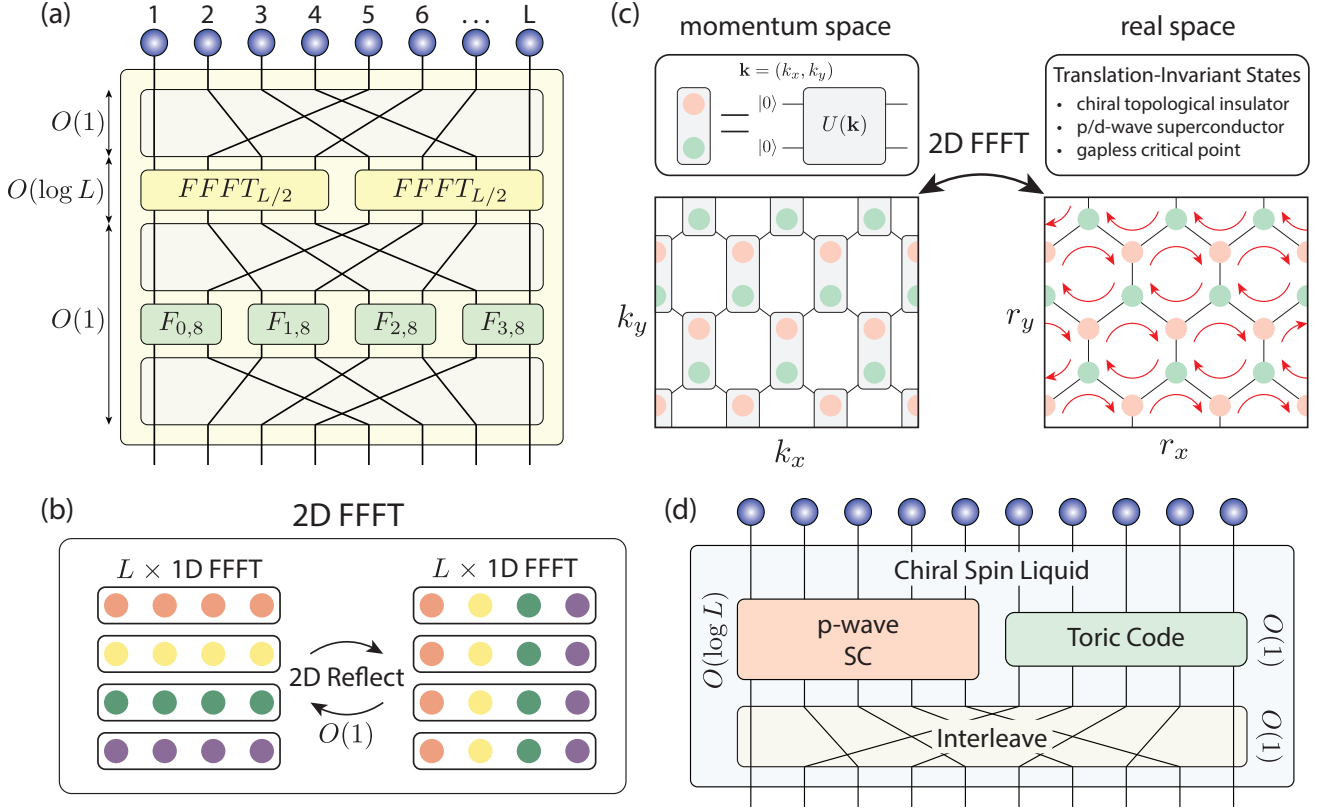 (a)
1 2 3 4 5 6 ... L
O(1)
O(log L)
FFFT_{L/2} FFFT_{L/2}
O(1)
F_{0,8} F_{1,8} F_{2,8} F_{3,8}
(b)
2D FFFT
L × 1D FFFT
L × 1D FFFT
2D Reflect
O(1)
(c)
momentum space
k = (k_x, k_y)
|0⟩
|0⟩
U(k)
2D FFFT
real space
Translation-Invariant States
• chiral topological insulator
• p/d-wave superconductor
• gapless critical point
k_y
k_x
r_y
r_x
(d)
Chiral Spin Liquid
O(log L)
p-wave
SC
Toric Code
O(1)
Interleave
O(1)